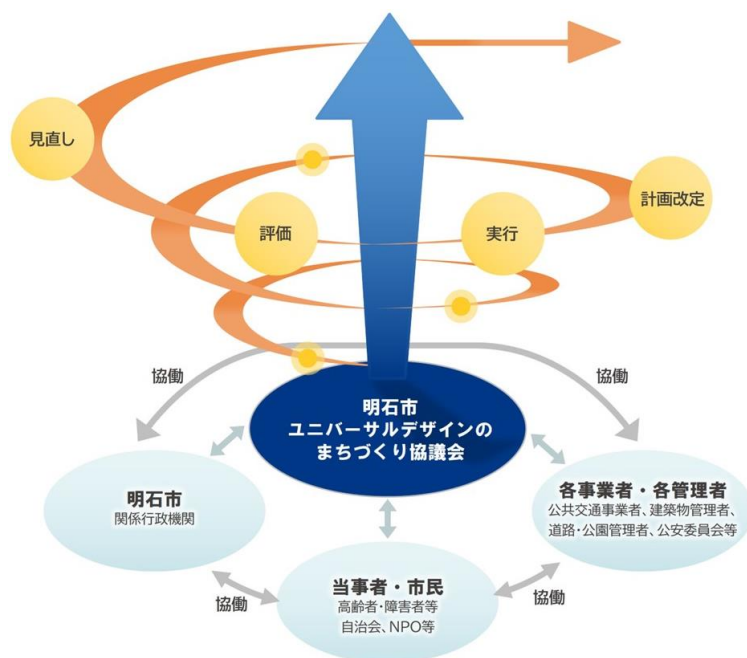 見直し
計画改定
評価
実行
協働
協働
明石市
ユニバーサルデザインの
まちづくり協議会
明石市
関係行政機関
各事業者・各管理者
公共交通事業者、建築物管理者、
道路・公園管理者、公安委員会等
当事者・市民
高齢者・障害者等
自治会、NPO等
協働
協働